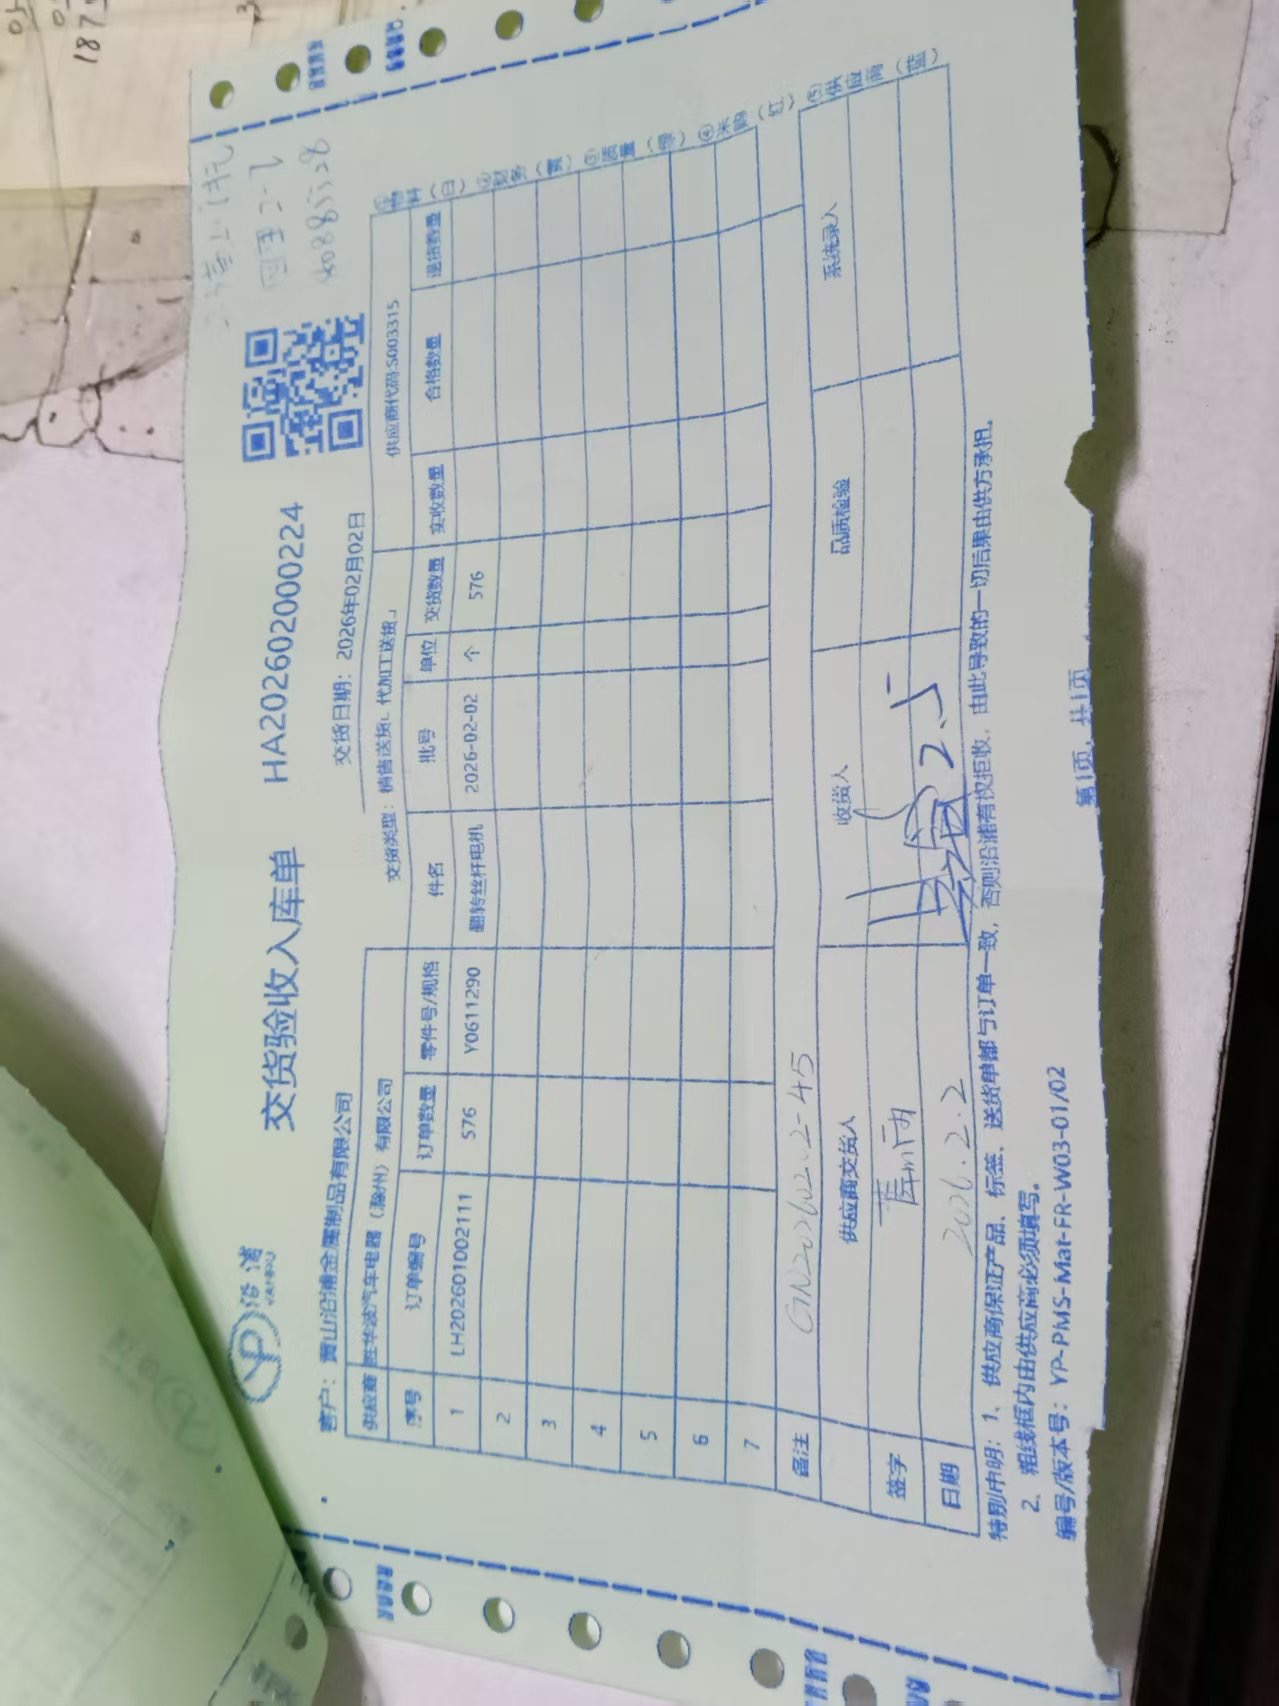 沿浦
YANPU
交货验收入库单 HA202602000224
客户：黄山沿浦金属制品有限公司 交货日期：2026年02月02日
供应商 胜华波汽车电器（滁州）有限公司 交货类型：销售送货 代加工送货 供应商代码:S003315
序号 订单编号 订单数量 零件号/规格 件名 批号 单位 交货数量 实收数量 合格数量 退货数量
1 LH202601002111 576 Y0611290 翻转丝杆电机 2026-02-02 个 576
2
3
4
5
6
7
备注 GN20260202-45
供应商交货人 收货人 品质检验 系统录入
签字
日期 2026.2.2 2.5
①物料（白）②财务（黄）③质量（绿）④采购（红）⑤供应商（蓝）
特别申明：1、供应商保证产品、标签、送货单都与订单一致，否则沿浦有权拒收，由此导致的一切后果由供方承担。
2、粗线框内由供应商必须填写。
编号/版本号：YP-PMS-Mat-FR-W03-01/02
第1页，共1页
187